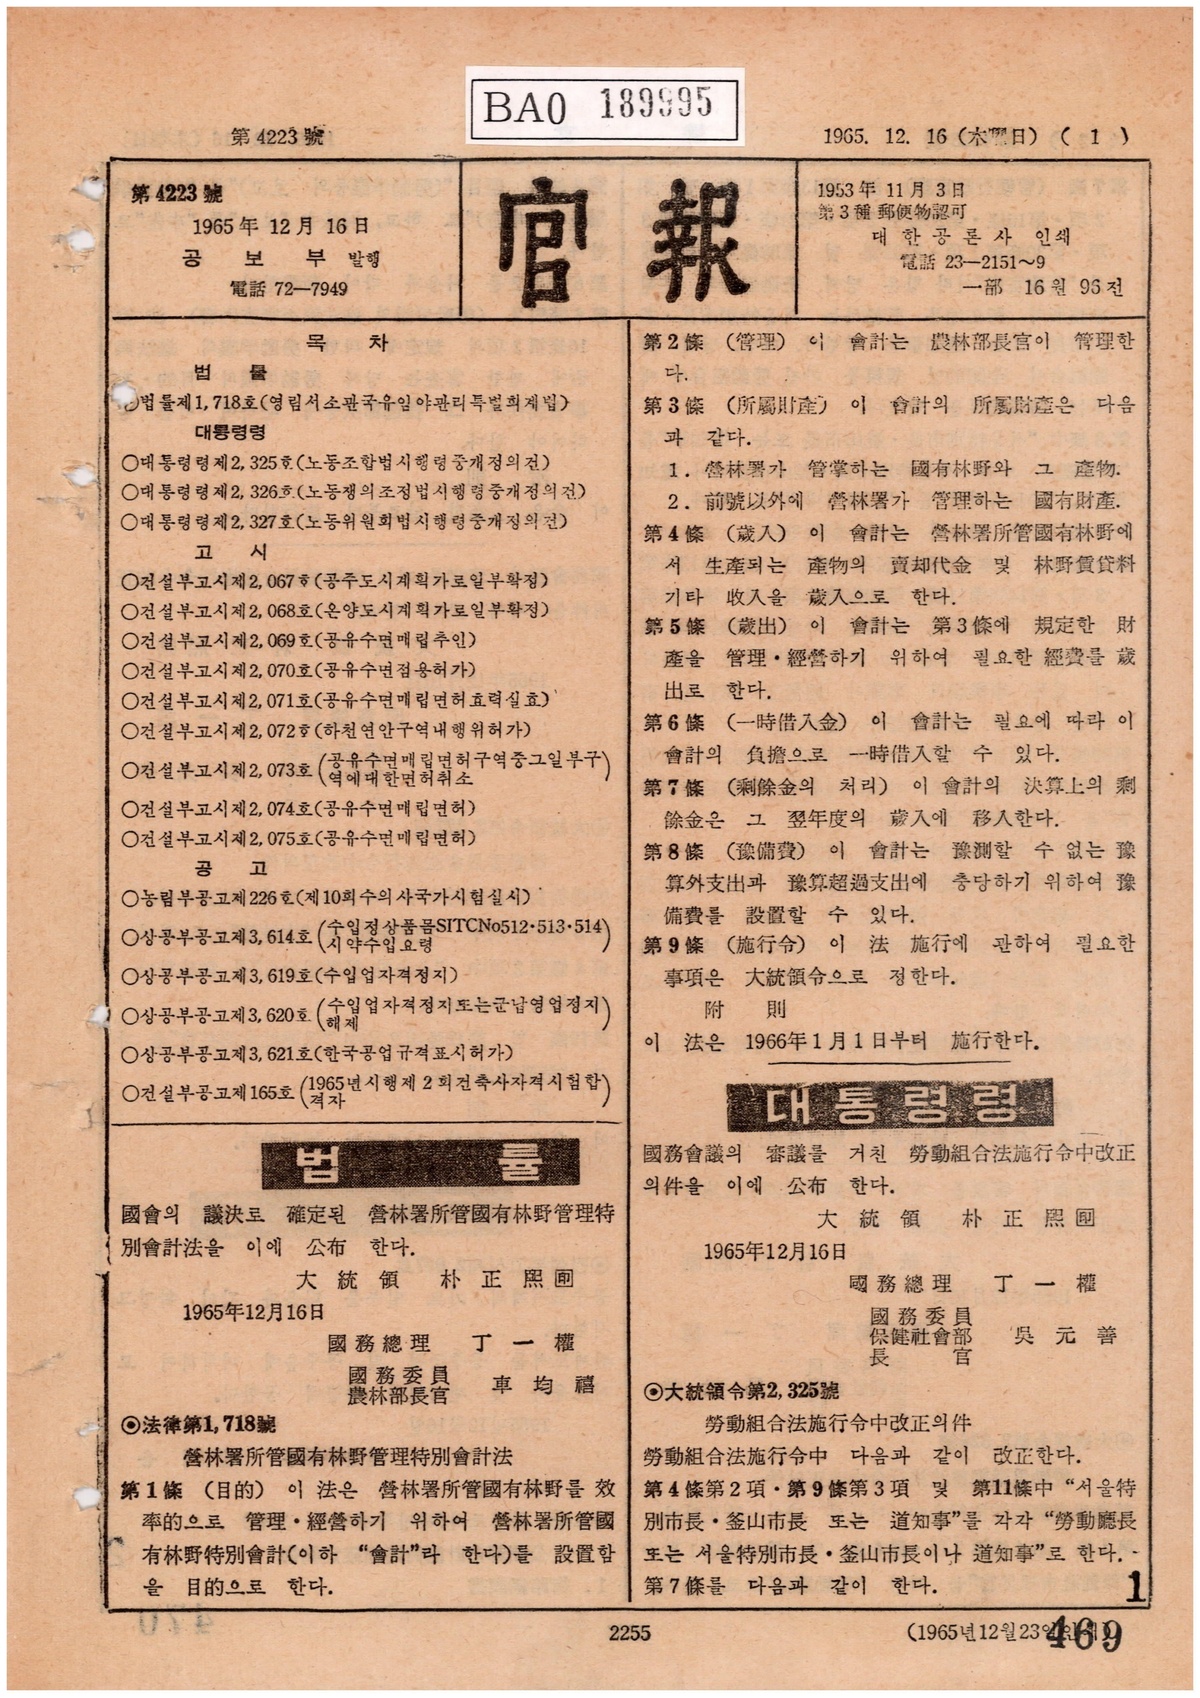 BA0 189995
第4223號
1965. 12. 16 (木曜日) ( 1 )
第4223號
1965年 12月 16日
공 보 부 발행
電話 72—7949
官 報
1953年 11月 3日
第3種 郵便物認可
대한공론사 인쇄
電話 23—2151～9
一部 16원 96전
목 차
법 률
○법률제1,718호(영림서소관국유임야관리특별회계법)
대통령령
○대통령령제2,325호(노동조합법시행령중개정의건)
○대통령령제2,326호(노동쟁의조정법시행령중개정의건)
○대통령령제2,327호(노동위원회법시행령중개정의건)
고 시
○건설부고시제2,067호(공주도시계획가로일부확정)
○건설부고시제2,068호(온양도시계획가로일부확정)
○건설부고시제2,069호(공유수면매립추인)
○건설부고시제2,070호(공유수면점용허가)
○건설부고시제2,071호(공유수면매립면허효력실효)
○건설부고시제2,072호(하천연안구역내행위허가)
○건설부고시제2,073호(공유수면매립면허구역중그일부구
역에대한면허취소)
○건설부고시제2,074호(공유수면매립면허)
○건설부고시제2,075호(공유수면매립면허)
공 고
○농림부공고제226호(제10회수의사국가시험실시)
○상공부공고제3,614호(수입정상품목SITCNo512·513·514
시약수입요령)
○상공부공고제3,619호(수입업자격정지)
○상공부공고제3,620호(수입업자격정지또는군납영업정지
해제)
○상공부공고제3,621호(한국공업규격표시허가)
○건설부공고제165호(1965년시행제2회건축사자격시험합
격자)
법 률
國會의 議決로 確定된 營林署所管國有林野管理特
別會計法을 이에 公布 한다.
大 統 領 朴 正 熙 ㊞
1965年12月16日
國務總理 丁 一 權
國務委員
農林部長官 車 均 禧
◉法律第1,718號
營林署所管國有林野管理特別會計法
第1條 (目的) 이 法은 營林署所管國有林野를 效
率的으로 管理·經營하기 위하여 營林署所管國
有林野特別會計(이하 “會計”라 한다)를 設置함
을 目的으로 한다.
第2條 (管理) 이 會計는 農林部長官이 管理한
다.
第3條 (所屬財產) 이 會計의 所屬財產은 다음
과 같다.
1. 營林署가 管掌하는 國有林野와 그 產物.
2. 前號以外에 營林署가 管理하는 國有財產.
第4條 (歲入) 이 會計는 營林署所管國有林野에
서 生產되는 產物의 賣却代金 및 林野賃貸料
기타 收入을 歲入으로 한다.
第5條 (歲出) 이 會計는 第3條에 規定한 財
產을 管理·經營하기 위하여 필요한 經費를 歲
出로 한다.
第6條 (一時借入金) 이 會計는 필요에 따라 이
會計의 負擔으로 一時借入할 수 있다.
第7條 (剩餘金의 처리) 이 會計의 決算上의 剩
餘金은 그 翌年度의 歲入에 移入한다.
第8條 (豫備費) 이 會計는 豫測할 수 없는 豫
算外支出과 豫算超過支出에 충당하기 위하여 豫
備費를 設置할 수 있다.
第9條 (施行令) 이 法 施行에 관하여 필요한
事項은 大統領令으로 정한다.
附 則
이 法은 1966年1月1日부터 施行한다.
대통령령
國務會議의 審議를 거친 勞動組合法施行令中改正
의件을 이에 公布 한다.
大 統 領 朴 正 熙 ㊞
1965年12月16日
國務總理 丁 一 權
國務委員
保健社會部 吳 元 善
長 官
◉大統領令第2,325號
勞動組合法施行令中改正의件
勞動組合法施行令中 다음과 같이 改正한다.
第4條第2項·第9條第3項 및 第11條中 “서울特
別市長·釜山市長 또는 道知事”를 각각 “勞動廳長
또는 서울特別市長·釜山市長이나 道知事”로 한다.
第7條를 다음과 같이 한다.
1
2255
(1965년12월23일인쇄)
469